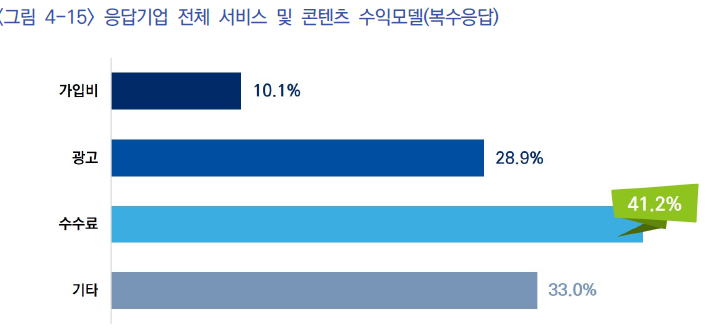 <그림 4-15> 응답기업 전체 서비스 및 콘텐츠 수익모델(복수응답)
가입비 10.1%
광고 28.9%
수수료 41.2%
기타 33.0%